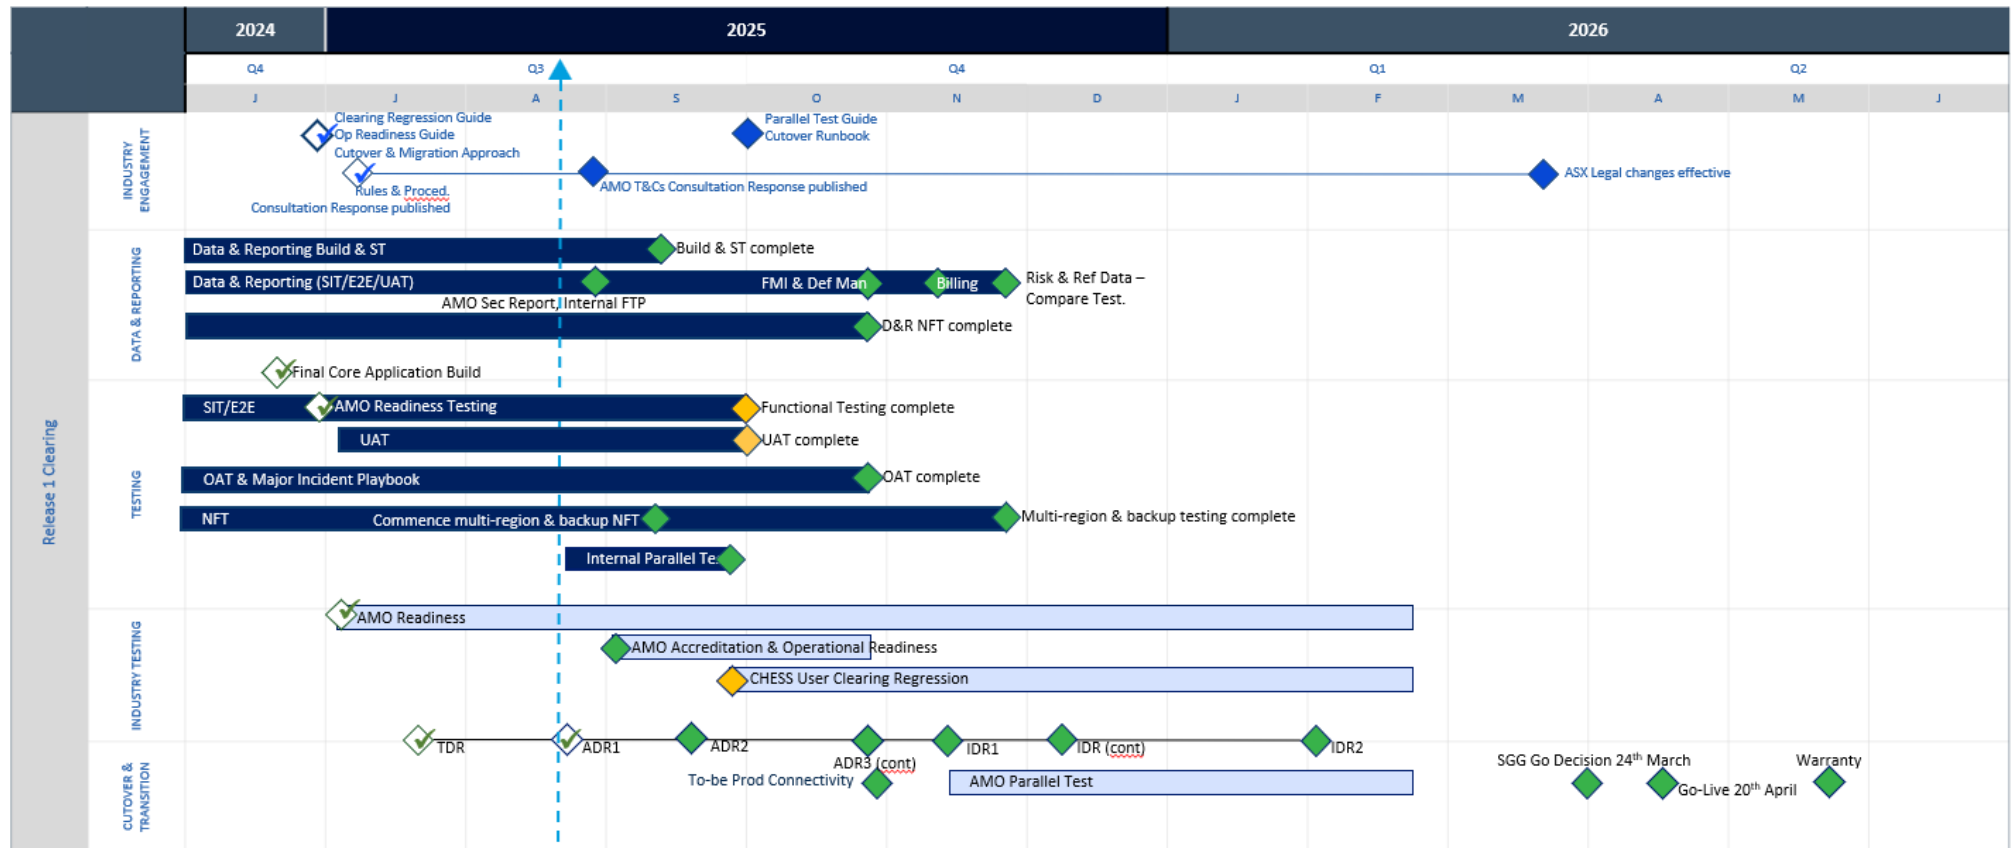 2024
2025
2026
Q4
Q3
Q4
Q1
Q2
J
J
A
S
O
N
D
J
F
M
A
M
J
Release 1 Clearing
INDUSTRY
ENGAGEMENT
Clearing Regression Guide
Op Readiness Guide
Cutover & Migration Approach
Parallel Test Guide
Cutover Runbook
Rules & Proced.
Consultation Response published
AMO T&Cs Consultation Response published
ASX Legal changes effective
DATA & REPORTING
Data & Reporting Build & ST
Build & ST complete
Data & Reporting (SIT/E2E/UAT)
FMI & Def Man
Billing
Risk & Ref Data –
Compare Test.
AMO Sec Report, Internal FTP
D&R NFT complete
Final Core Application Build
TESTING
SIT/E2E
AMO Readiness Testing
Functional Testing complete
UAT
UAT complete
OAT & Major Incident Playbook
OAT complete
NFT
Commence multi-region & backup NFT
Multi-region & backup testing complete
Internal Parallel Te
INDUSTRY TESTING
AMO Readiness
AMO Accreditation & Operational Readiness
CHESS User Clearing Regression
TDR
ADR1
ADR2
ADR3 (cont)
IDR1
IDR (cont)
IDR2
CUTOVER &
TRANSITION
To-be Prod Connectivity
AMO Parallel Test
SGG Go Decision 24th March
Go-Live 20th April
Warranty